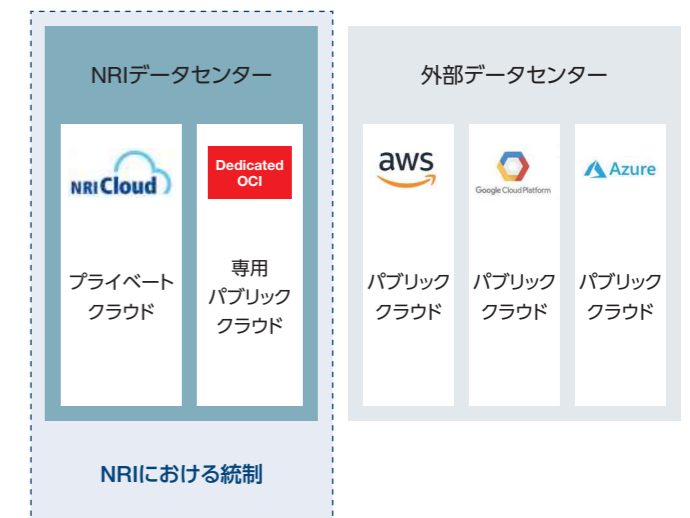 NRIデータセンター
NRI Cloud
プライベート
クラウド
Dedicated
OCI
専用
パブリック
クラウド
外部データセンター
aws
パブリック
クラウド
Google Cloud Platform
パブリック
クラウド
Azure
パブリック
クラウド
NRIにおける統制